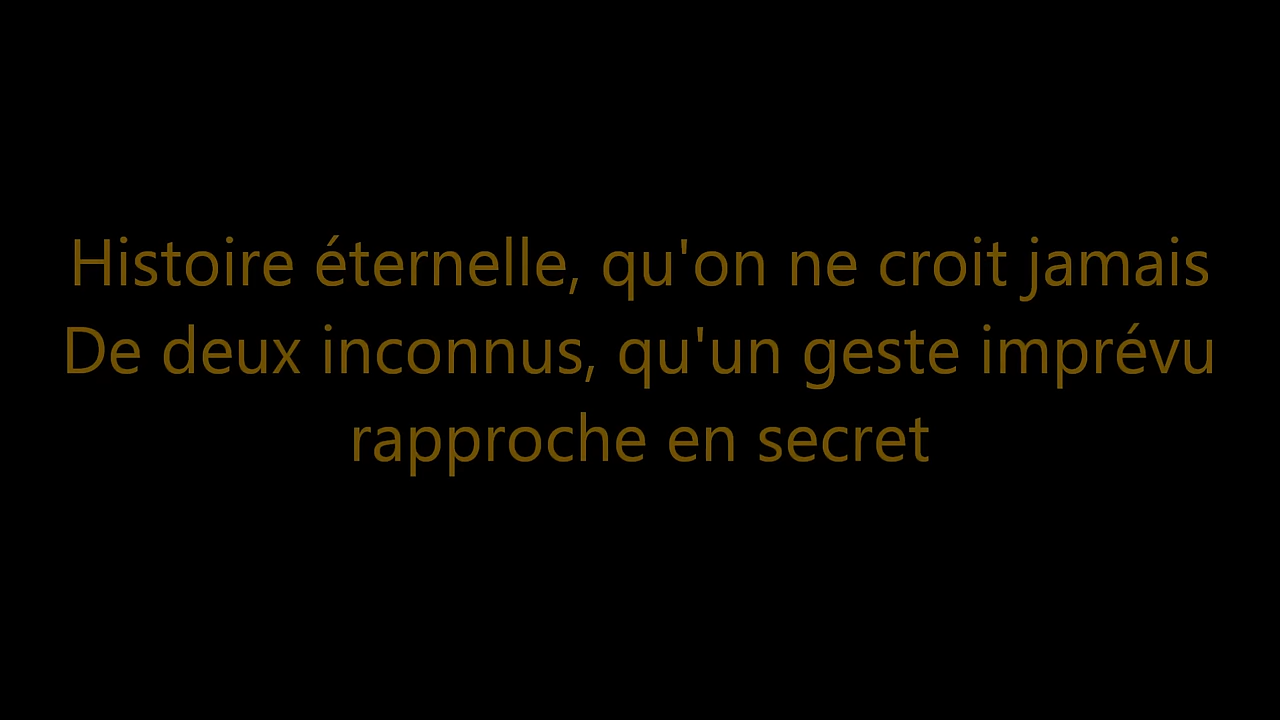 Histoire éternelle, qu'on ne croit jamais
De deux inconnus, qu'un geste imprévu
rapproche en secret